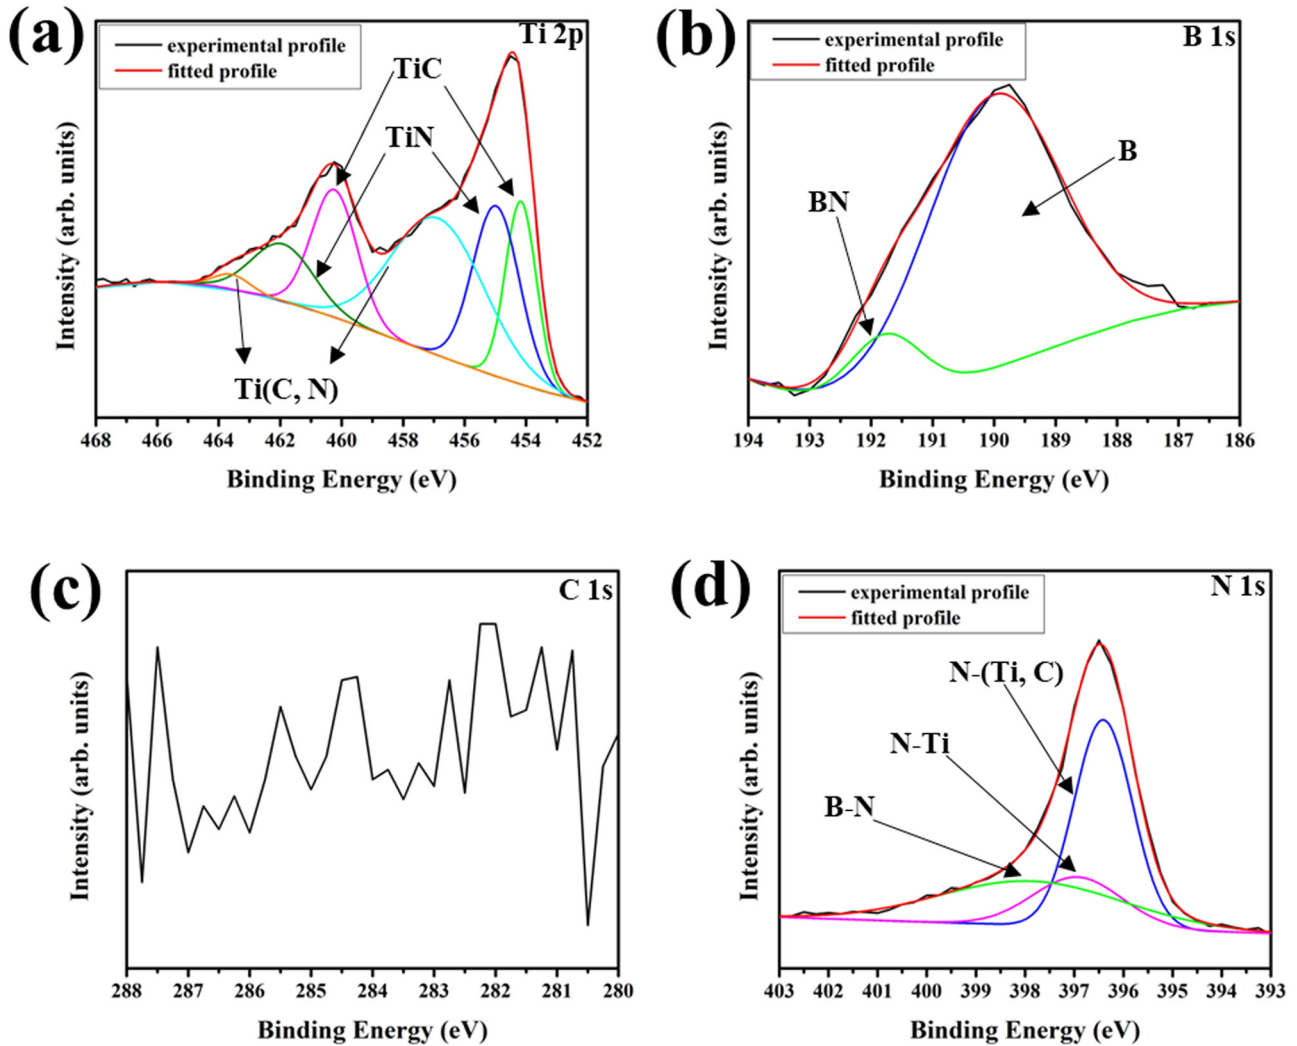 (a)
Ti 2p
experimental profile
fitted profile
TiC
TiN
Ti(C, N)
Intensity (arb. units)
468 466 464 462 460 458 456 454 452
Binding Energy (eV)
(b)
B 1s
experimental profile
fitted profile
B
BN
Intensity (arb. units)
194 193 192 191 190 189 188 187 186
Binding Energy (eV)
(c)
C 1s
Intensity (arb. units)
288 287 286 285 284 283 282 281 280
Binding Energy (eV)
(d)
N 1s
experimental profile
fitted profile
N-(Ti, C)
N-Ti
B-N
Intensity (arb. units)
403 402 401 400 399 398 397 396 395 394 393
Binding Energy (eV)